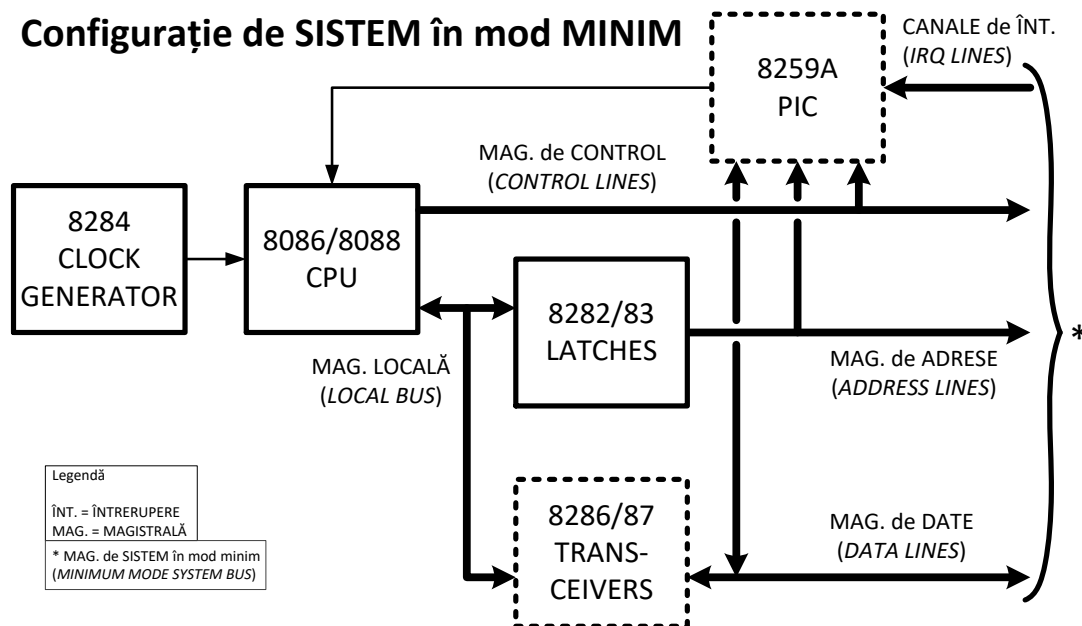 Configurație de SISTEM în mod MINIM
8259A
PIC
CANALE de ÎNT.
(IRQ LINES)
MAG. de CONTROL
(CONTROL LINES)
8284
CLOCK
GENERATOR
8086/8088
CPU
8282/83
LATCHES
*
MAG. LOCALĂ
(LOCAL BUS)
MAG. de ADRESE
(ADDRESS LINES)
Legendă
ÎNT. = ÎNTRERUPERE
MAG. = MAGISTRALĂ
* MAG. de SISTEM în mod minim
(MINIMUM MODE SYSTEM BUS)
8286/87
TRANS-
CEIVERS
MAG. de DATE
(DATA LINES)